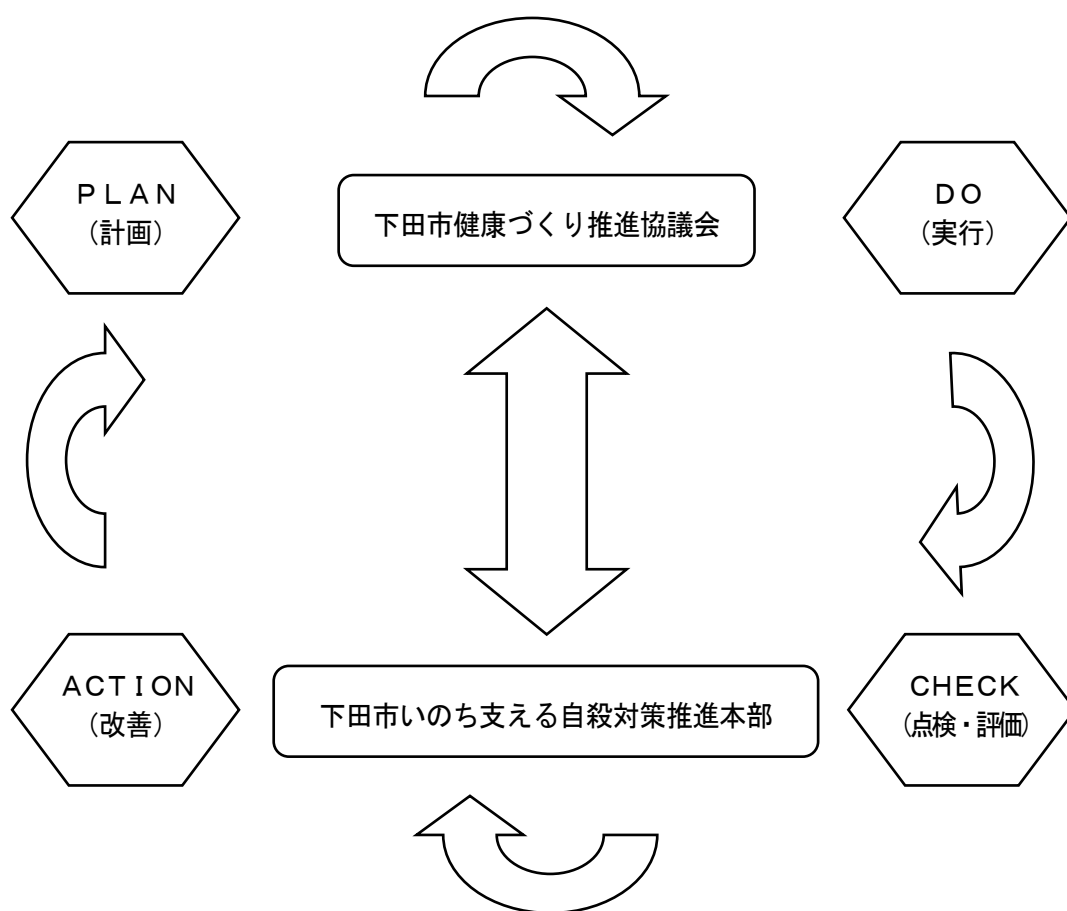 ＰＬＡＮ
（計画）
下田市健康づくり推進協議会
ＤＯ
（実行）
ＡＣＴＩＯＮ
（改善）
下田市いのち支える自殺対策推進本部
ＣＨＥＣＫ
（点検・評価）